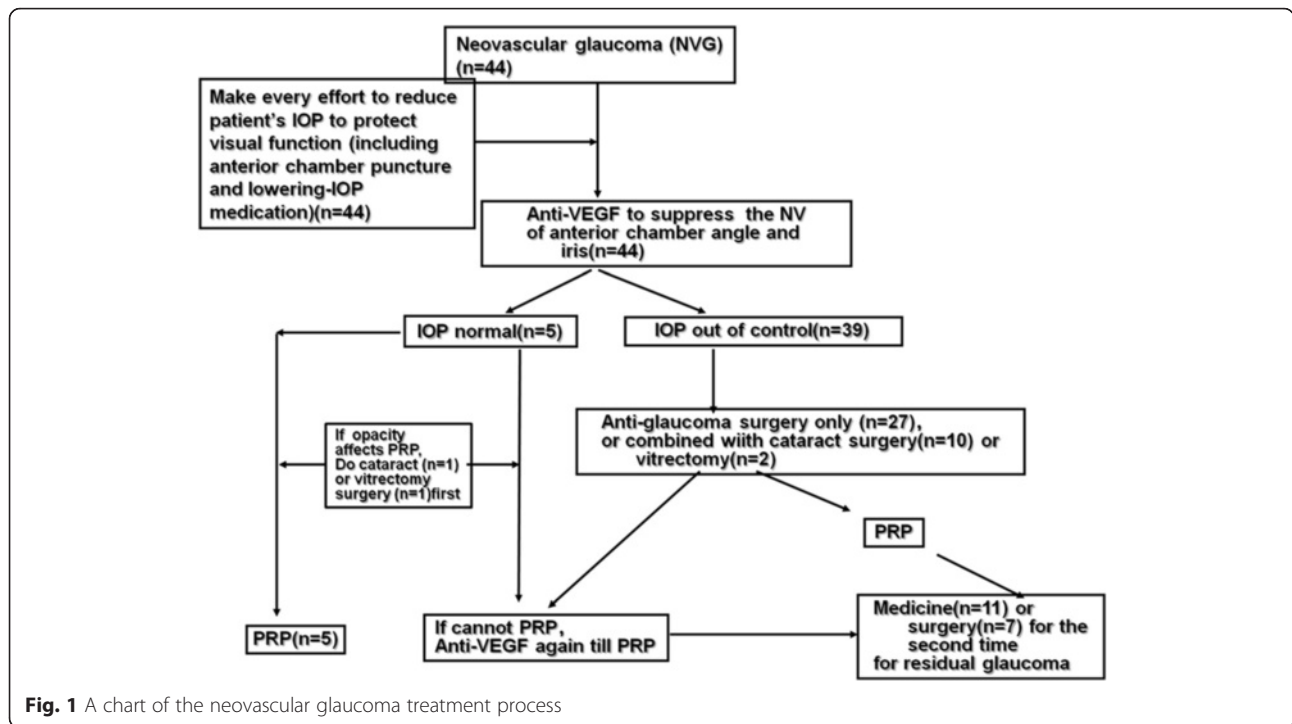 Neovascular glaucoma (NVG)
(n=44)
Make every effort to reduce
patient's IOP to protect
visual function (including
anterior chamber puncture
and lowering-IOP
medication)(n=44)
Anti-VEGF to suppress the NV
of anterior chamber angle and
iris(n=44)
IOP normal(n=5)
IOP out of control(n=39)
If opacity
affects PRP,
Do cataract (n=1)
or vitrectomy
surgery (n=1)first
Anti-glaucoma surgery only (n=27),
or combined wiith cataract surgery(n=10) or
vitrectomy(n=2)
PRP
PRP(n=5)
If cannot PRP,
Anti-VEGF again till PRP
Medicine(n=11) or
surgery(n=7) for the
second time
for residual glaucoma
Fig. 1 A chart of the neovascular glaucoma treatment process